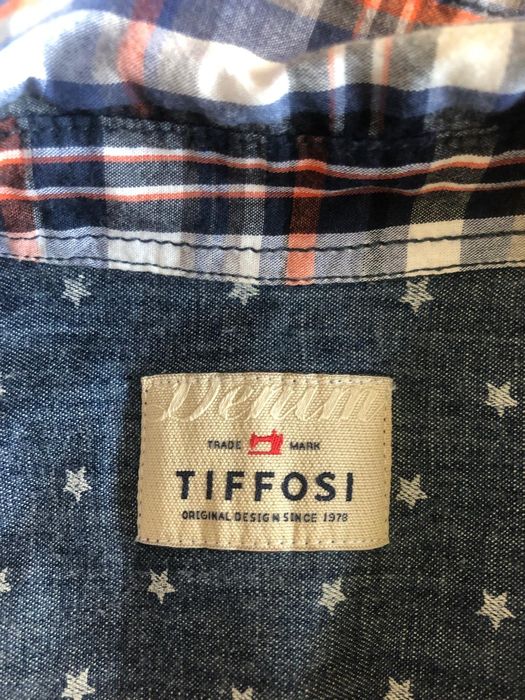 Denim
TRADE MARK
TIFFOSI
ORIGINAL DESIGN SINCE 1978